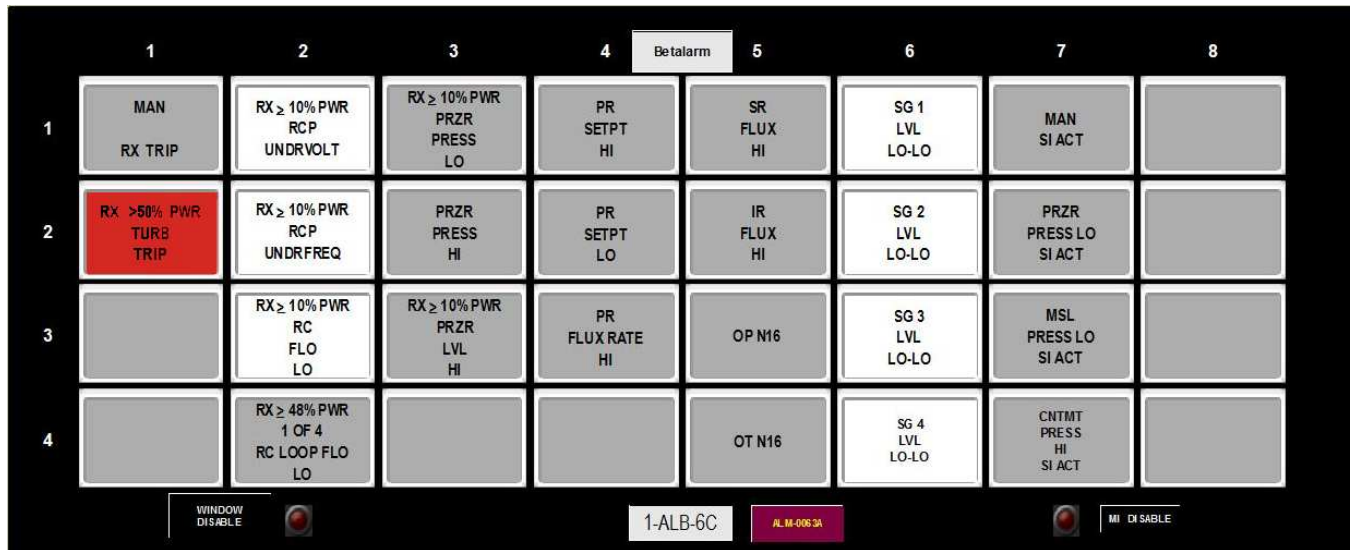 1 2 3 4 Betalarm 5 6 7 8
1
MAN
RX TRIP
RX ≥ 10% PWR
RCP
UNDRVOLT
RX ≥ 10% PWR
PRZR
PRESS
LO
PR
SETPT
HI
SR
FLUX
HI
SG 1
LVL
LO-LO
MAN
SI ACT
2
RX >50% PWR
TURB
TRIP
RX ≥ 10% PWR
RCP
UNDRFREQ
PRZR
PRESS
HI
PR
SETPT
LO
IR
FLUX
HI
SG 2
LVL
LO-LO
PRZR
PRESS LO
SI ACT
3
RX ≥ 10% PWR
RC
FLO
LO
RX ≥ 10% PWR
PRZR
LVL
HI
PR
FLUX RATE
HI
OP N16
SG 3
LVL
LO-LO
MSL
PRESS LO
SI ACT
4
RX ≥ 48% PWR
1 OF 4
RC LOOP FLO
LO
OT N16
SG 4
LVL
LO-LO
CNTMT
PRESS
HI
SI ACT
WINDOW
DISABLE
1-ALB-6C
ALM-0063A
MI DISABLE